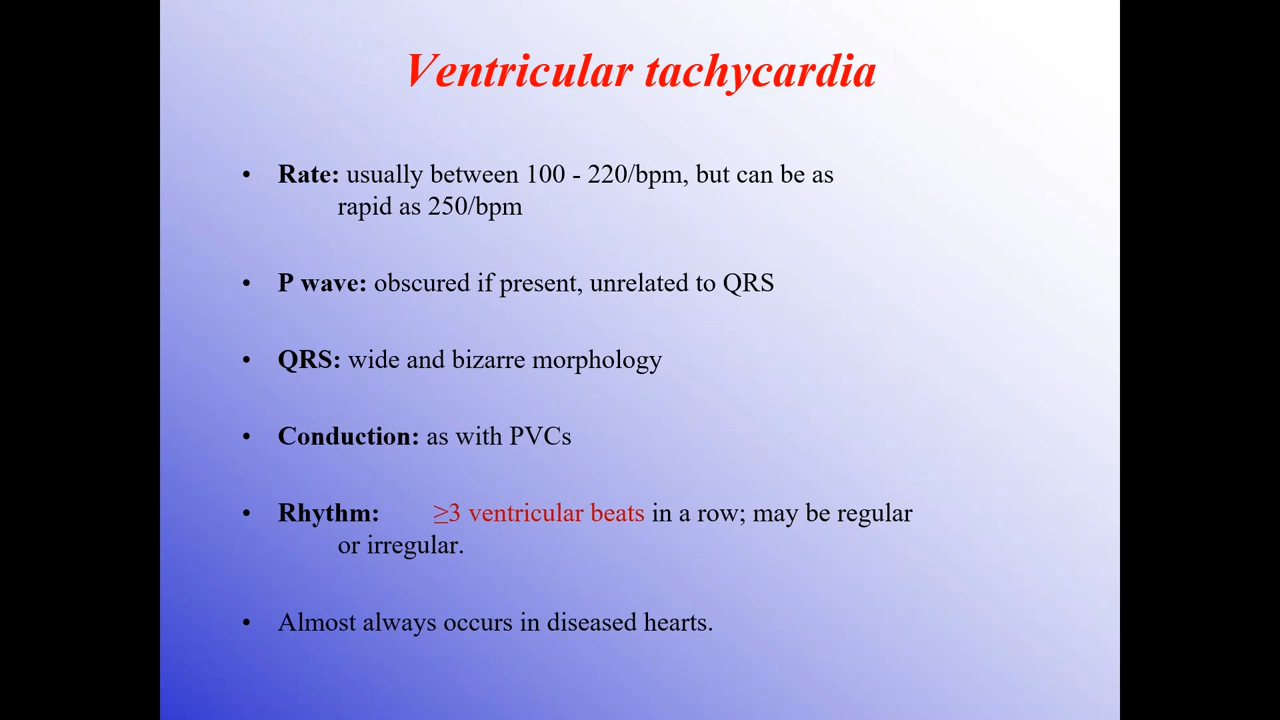 Ventricular tachycardia
• Rate: usually between 100 - 220/bpm, but can be as
rapid as 250/bpm
• P wave: obscured if present, unrelated to QRS
• QRS: wide and bizarre morphology
• Conduction: as with PVCs
• Rhythm: ≥3 ventricular beats in a row; may be regular
or irregular.
• Almost always occurs in diseased hearts.